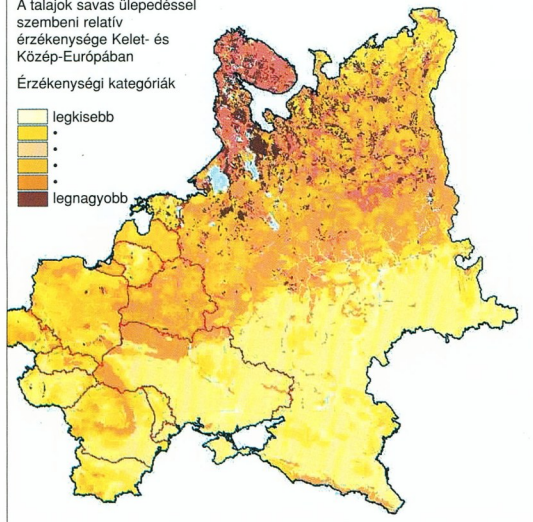 A talajok savas ülepedéssel
szembeni relatív
érzékenysége Kelet- és
Közép-Európában
Érzékenységi kategóriák
legkisebb
•
•
•
•
legnagyobb